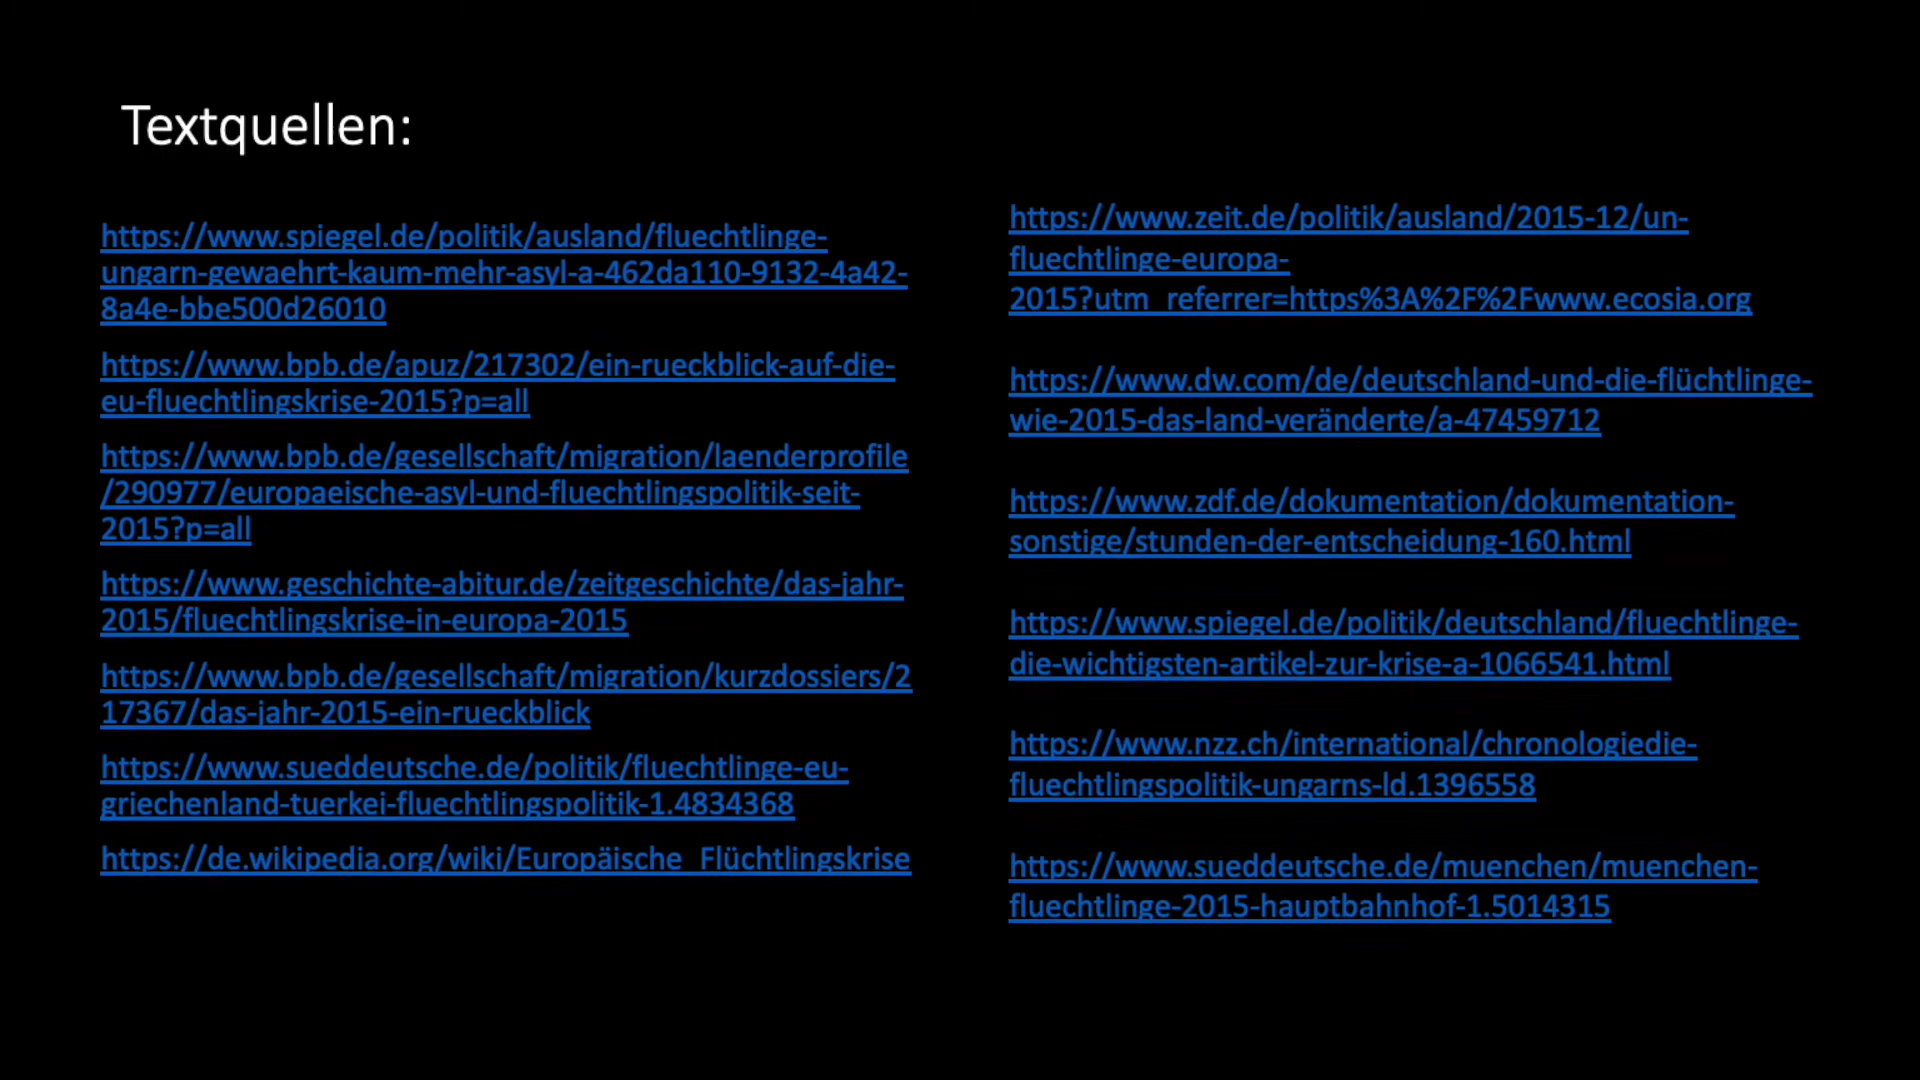 Textquellen:
https://www.spiegel.de/politik/ausland/fluechtlinge-
ungarn-gewaehrt-kaum-mehr-asyl-a-462da110-9132-4a42-
8a4e-bbe500d26010
https://www.bpb.de/apuz/217302/ein-rueckblick-auf-die-
eu-fluechtlingskrise-2015?p=all
https://www.bpb.de/gesellschaft/migration/laenderprofile
/290977/europaeische-asyl-und-fluechtlingspolitik-seit-
2015?p=all
https://www.geschichte-abitur.de/zeitgeschichte/das-jahr-
2015/fluechtlingskrise-in-europa-2015
https://www.bpb.de/gesellschaft/migration/kurzdossiers/2
17367/das-jahr-2015-ein-rueckblick
https://www.sueddeutsche.de/politik/fluechtlinge-eu-
griechenland-tuerkei-fluechtlingspolitik-1.4834368
https://de.wikipedia.org/wiki/Europäische_Flüchtlingskrise
https://www.zeit.de/politik/ausland/2015-12/un-
fluechtlinge-europa-
2015?utm_referrer=https%3A%2F%2Fwww.ecosia.org
https://www.dw.com/de/deutschland-und-die-flüchtlinge-
wie-2015-das-land-veränderte/a-47459712
https://www.zdf.de/dokumentation/dokumentation-
sonstige/stunden-der-entscheidung-160.html
https://www.spiegel.de/politik/deutschland/fluechtlinge-
die-wichtigsten-artikel-zur-krise-a-1066541.html
https://www.nzz.ch/international/chronologiedie-
fluechtlingspolitik-ungarns-ld.1396558
https://www.sueddeutsche.de/muenchen/muenchen-
fluechtlinge-2015-hauptbahnhof-1.5014315